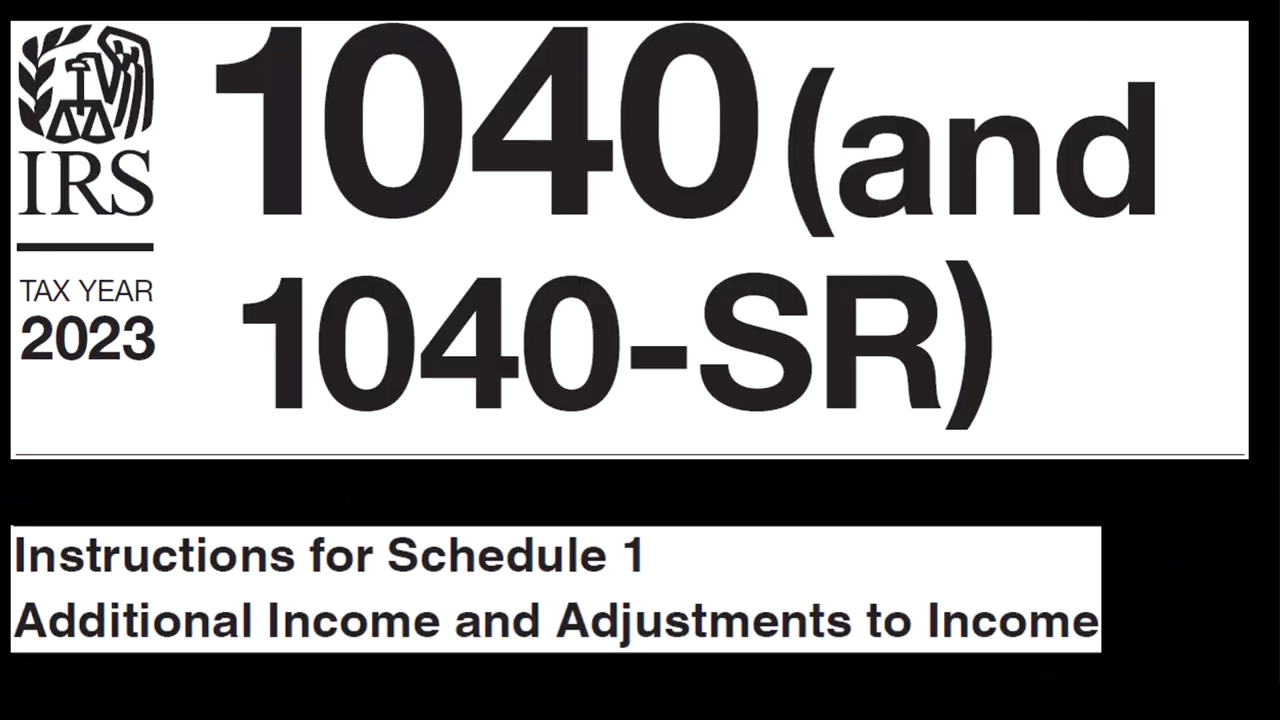 1040 (and
1040-SR)
IRS
TAX YEAR
2023
Instructions for Schedule 1
Additional Income and Adjustments to Income